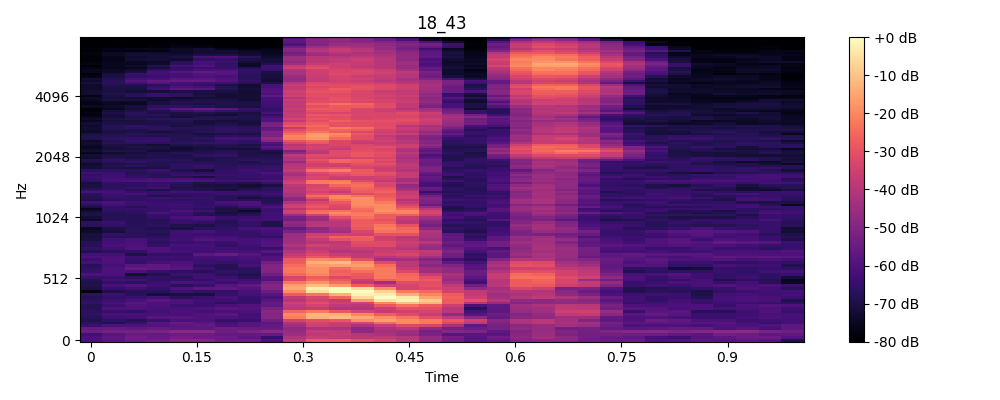 18_43
Hz
4096
2048
1024
512
0
0 0.15 0.3 0.45 0.6 0.75 0.9
Time
+0 dB
-10 dB
-20 dB
-30 dB
-40 dB
-50 dB
-60 dB
-70 dB
-80 dB